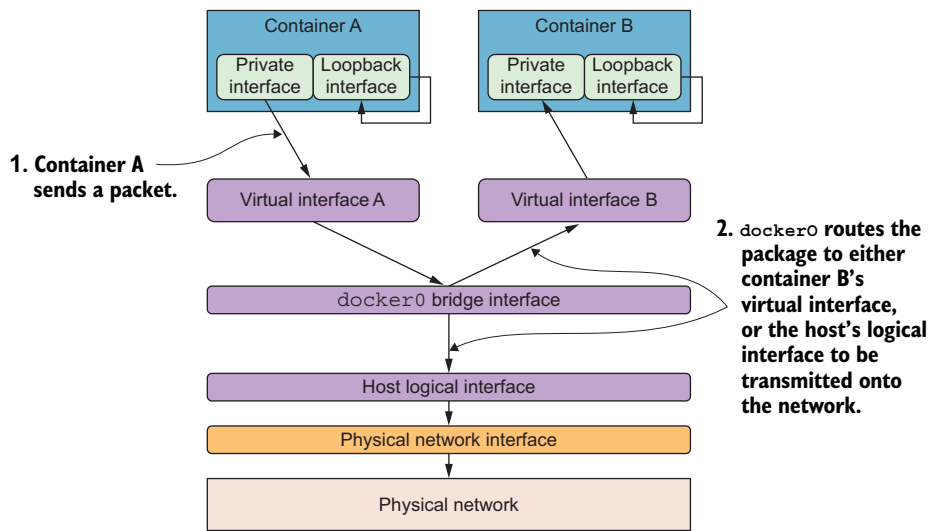 Container A
Private
interface
Loopback
interface
Container B
Private
interface
Loopback
interface
1. Container A
sends a packet.
Virtual interface A
Virtual interface B
2. docker0 routes the
package to either
container B’s
virtual interface,
or the host’s logical
interface to be
transmitted onto
the network.
docker0 bridge interface
Host logical interface
Physical network interface
Physical network